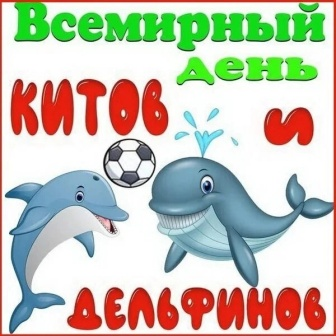 Всемирный
день
китов
и
дельфинов